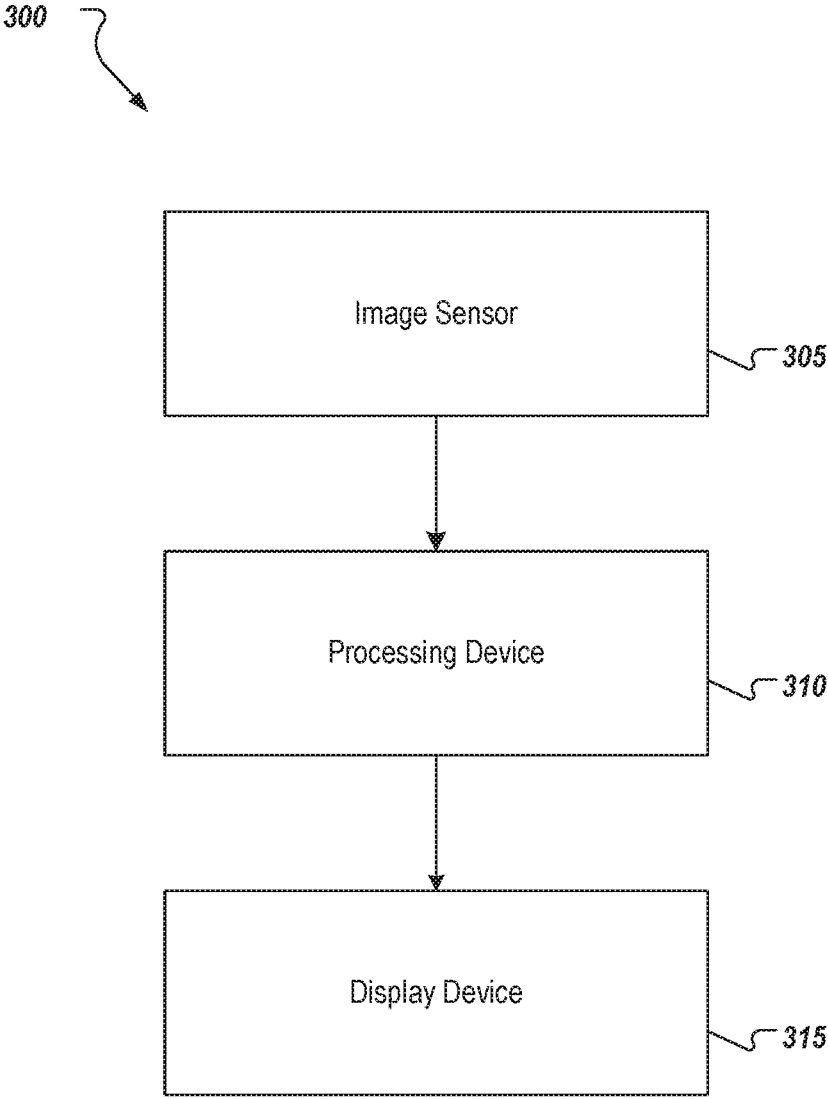 300
Image Sensor
305
Processing Device
310
Display Device
315